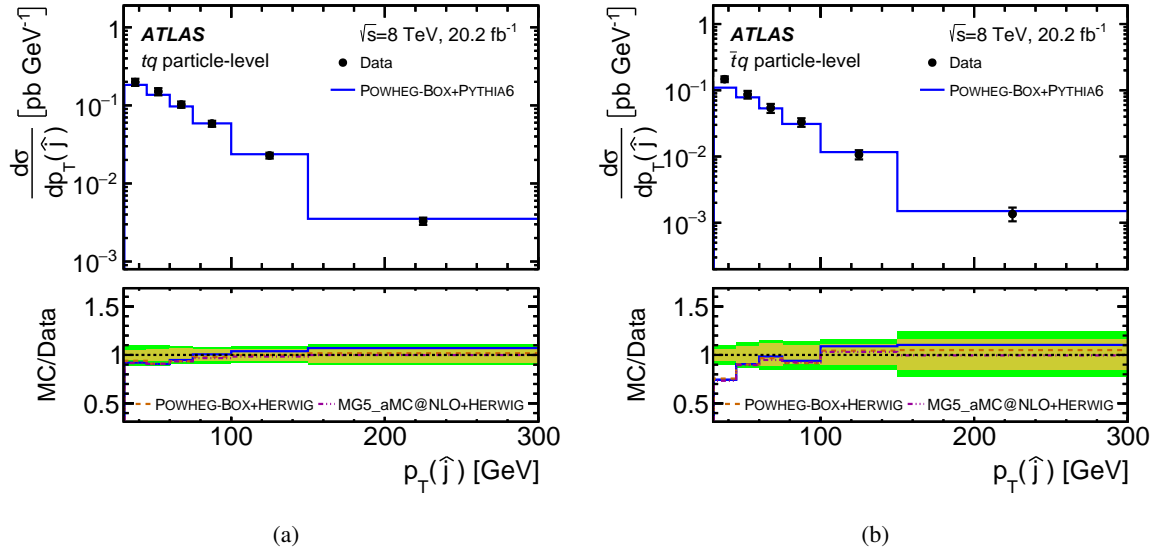 ATLAS √s=8 TeV, 20.2 fb⁻¹
tq particle-level
Data
POWHEG-BOX+PYTHIA6
dσ/dp_T(ĵ) [pb GeV⁻¹]
10⁻¹
10⁻²
10⁻³
MC/Data
1.5
1
0.5
POWHEG-BOX+HERWIG MG5_aMC@NLO+HERWIG
100 200 300
p_T(ĵ) [GeV]
(a)
ATLAS √s=8 TeV, 20.2 fb⁻¹
t̄q particle-level
Data
POWHEG-BOX+PYTHIA6
dσ/dp_T(ĵ) [pb GeV⁻¹]
10⁻¹
10⁻²
10⁻³
MC/Data
1.5
1
0.5
POWHEG-BOX+HERWIG MG5_aMC@NLO+HERWIG
100 200 300
p_T(ĵ) [GeV]
(b)